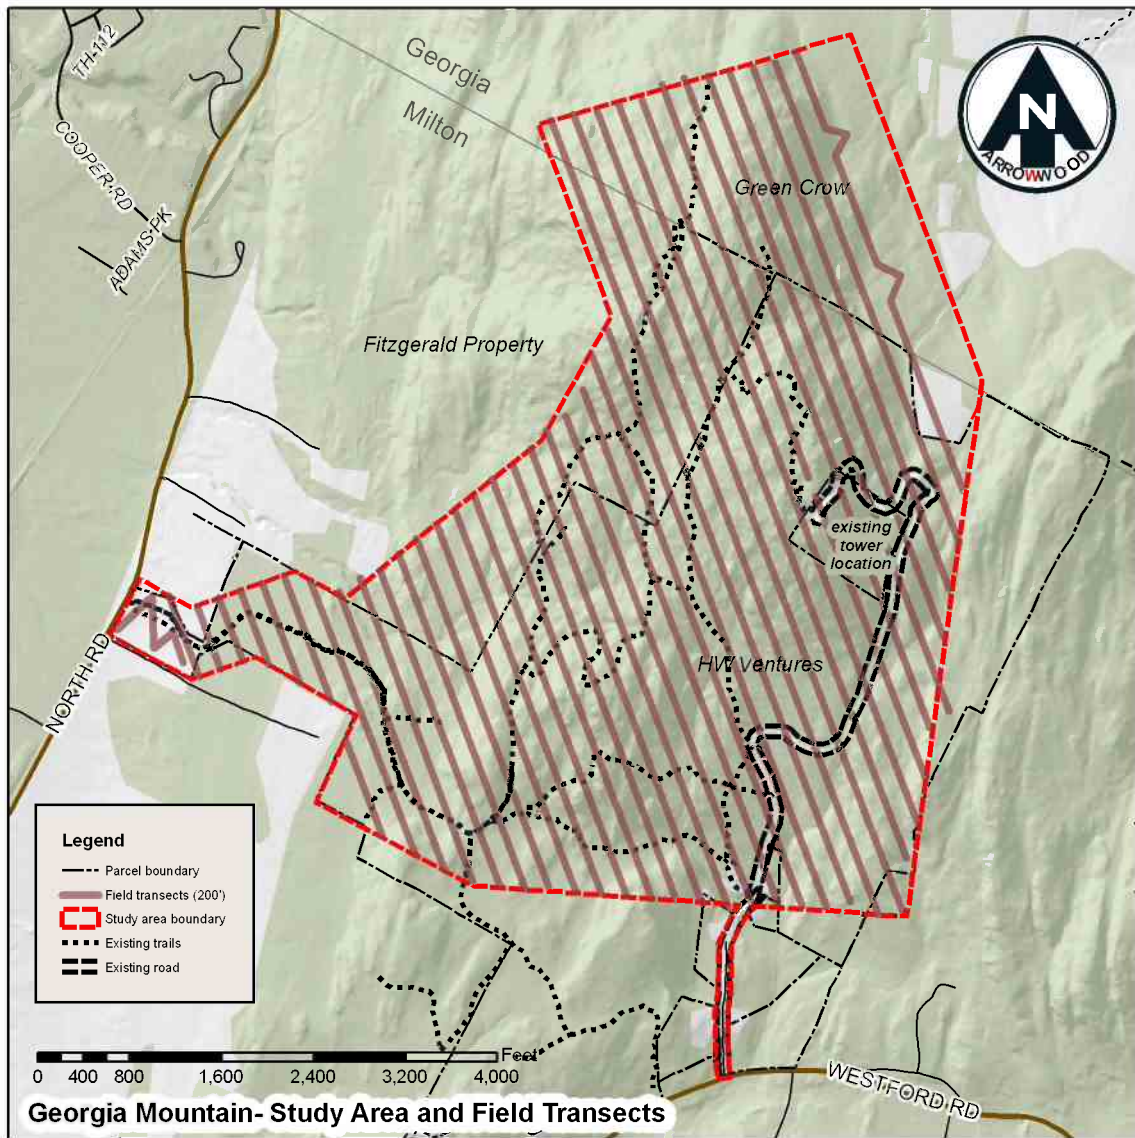 TH-112
COOPER RD
ADAMS PK
Georgia
Milton
N
ARROWWOOD
Green Crow
Fitzgerald Property
existing
tower
location
HW Ventures
NORTH RD
Legend
Parcel boundary
Field transects (200')
Study area boundary
Existing trails
Existing road
Feet
0 400 800 1,600 2,400 3,200 4,000
WESTFORD RD
Georgia Mountain- Study Area and Field Transects